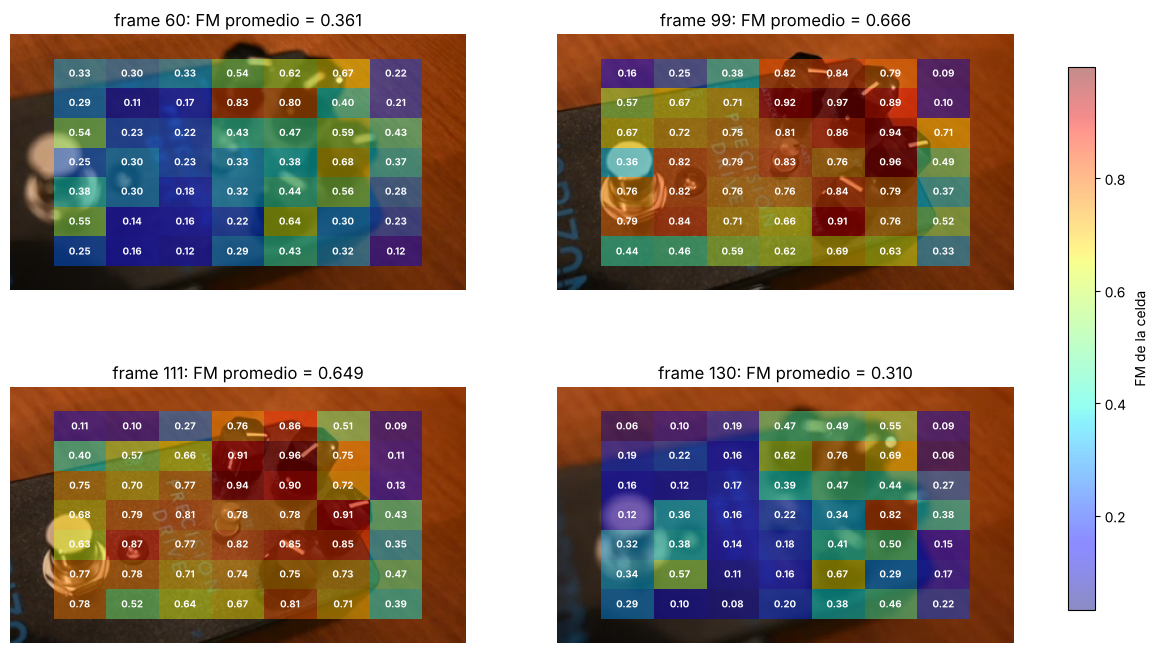 frame 60: FM promedio = 0.361
0.33 0.30 0.33 0.54 0.62 0.67 0.22
0.29 0.11 0.17 0.83 0.80 0.40 0.21
0.54 0.23 0.22 0.43 0.47 0.59 0.43
0.25 0.30 0.23 0.33 0.38 0.68 0.37
0.38 0.30 0.18 0.32 0.44 0.56 0.28
0.55 0.14 0.16 0.22 0.64 0.30 0.23
0.25 0.16 0.12 0.29 0.43 0.32 0.12
frame 99: FM promedio = 0.666
0.16 0.25 0.38 0.82 0.84 0.79 0.09
0.57 0.67 0.71 0.92 0.97 0.89 0.10
0.67 0.72 0.75 0.81 0.86 0.94 0.71
0.36 0.82 0.79 0.83 0.76 0.96 0.49
0.76 0.82 0.76 0.76 0.84 0.79 0.37
0.79 0.84 0.71 0.66 0.91 0.76 0.52
0.44 0.46 0.59 0.62 0.69 0.63 0.33
PRECISION
DRIVE
frame 111: FM promedio = 0.649
0.11 0.10 0.27 0.76 0.86 0.51 0.09
0.40 0.57 0.66 0.91 0.96 0.75 0.11
0.75 0.70 0.77 0.94 0.90 0.72 0.13
0.68 0.79 0.81 0.78 0.78 0.91 0.43
0.63 0.87 0.77 0.82 0.85 0.85 0.35
0.77 0.78 0.71 0.74 0.75 0.73 0.47
0.78 0.52 0.64 0.67 0.81 0.71 0.39
PRECISION
DRIVE
frame 130: FM promedio = 0.310
0.06 0.10 0.19 0.47 0.49 0.55 0.09
0.19 0.22 0.16 0.62 0.76 0.69 0.06
0.16 0.12 0.17 0.39 0.47 0.44 0.27
0.12 0.36 0.16 0.22 0.34 0.82 0.38
0.32 0.38 0.14 0.18 0.41 0.50 0.15
0.34 0.57 0.11 0.16 0.67 0.29 0.17
0.29 0.10 0.08 0.20 0.38 0.46 0.22
0.8
0.6
0.4
0.2
FM de la celda